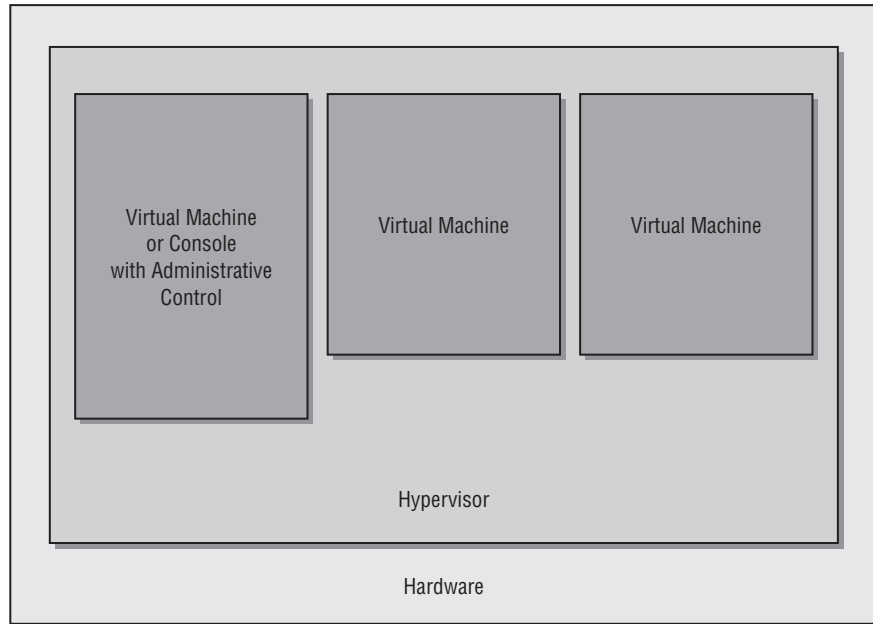 Virtual Machine
or Console
with Administrative
Control
Virtual Machine
Virtual Machine
Hypervisor
Hardware